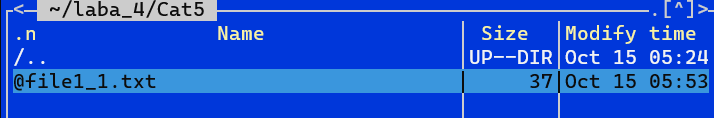 <— ~/laba_4/Cat5 .[^]>
.n Name Size Modify time
/.. UP--DIR Oct 15 05:24
@file1_1.txt 37 Oct 15 05:53